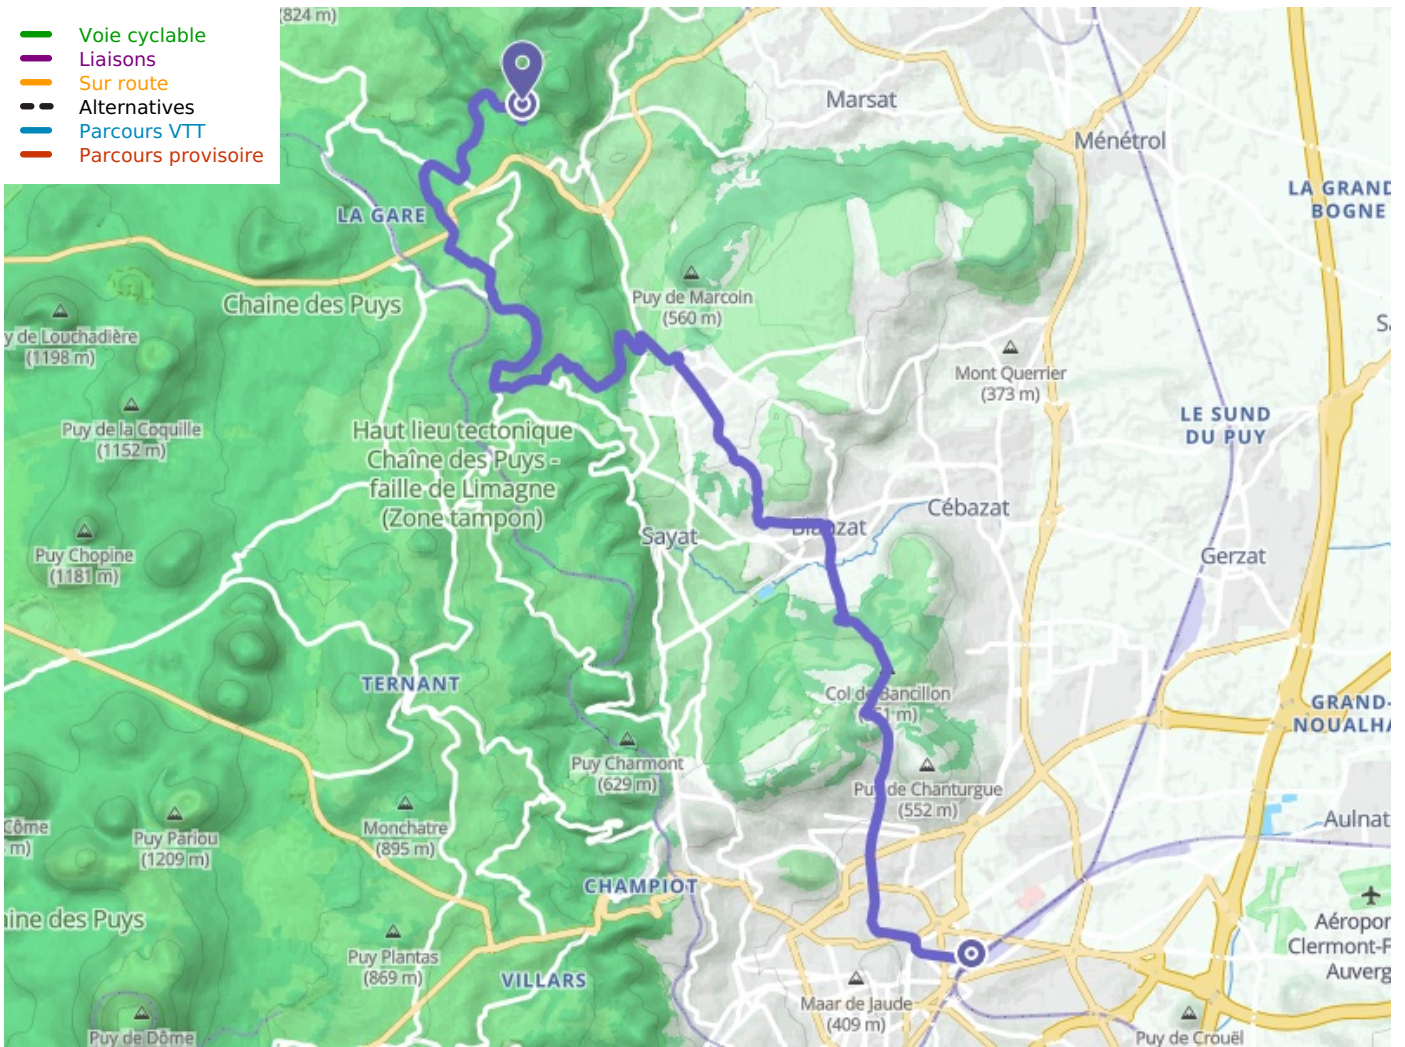 Voie cyclable
Liaisons
Sur route
Alternatives
Parcours VTT
Parcours provisoire
(824 m)
Marsat
Ménétrol
LA GRAND
BOGNE
LA GARE
Puy de Marcoin
(560 m)
Chaine des Puys
y de Louchadière
(1198 m)
Mont Querrier
(373 m)
LE SUND
DU PUY
Puy de la Coquille
(1152 m)
Haut lieu tectonique
Chaîne des Puys -
faille de Limagne
(Zone tampon)
Cébazat
Sayat
Puy Chopine
(1181 m)
Gerzat
TERNANT
Col de Bancillon
GRAND-
NOUALHA
Puy Charmont
(629 m)
Puy de Chanturgue
(552 m)
Côme
m)
Puy Pariou
(1209 m)
Monchatre
(895 m)
Aulnat
CHAMPIOT
aine des Puys
Aéropor
Clermont-F
Auverg
Puy Plantas
(869 m)
VILLARS
Maar de Jaude
(409 m)
Puy de Dôme
Puy de Crouël